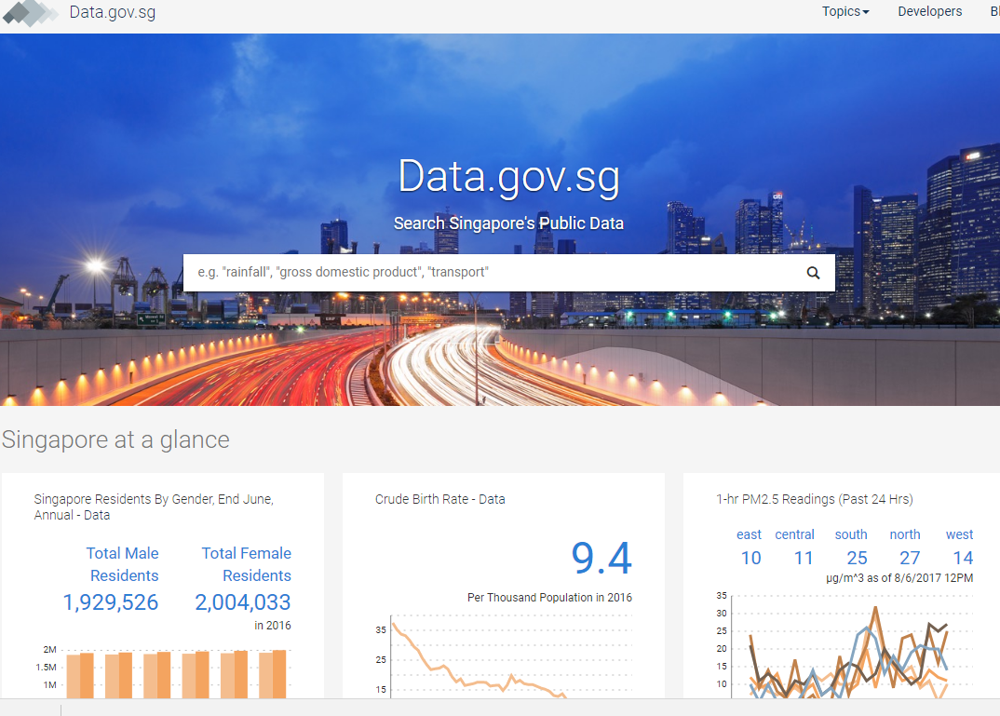 Data.gov.sg
Topics
Developers
Data.gov.sg
Search Singapore's Public Data
e.g. "rainfall", "gross domestic product", "transport"
citi
Singapore at a glance
Singapore Residents By Gender, End June,
Annual - Data
Total Male Total Female
Residents Residents
1,929,526 2,004,033
in 2016
2M
1.5M
1M
Crude Birth Rate - Data
9.4
Per Thousand Population in 2016
35
25
15
1-hr PM2.5 Readings (Past 24 Hrs)
east central south north west
10 11 25 27 14
µg/m^3 as of 8/6/2017 12PM
35
30
25
20
15
10